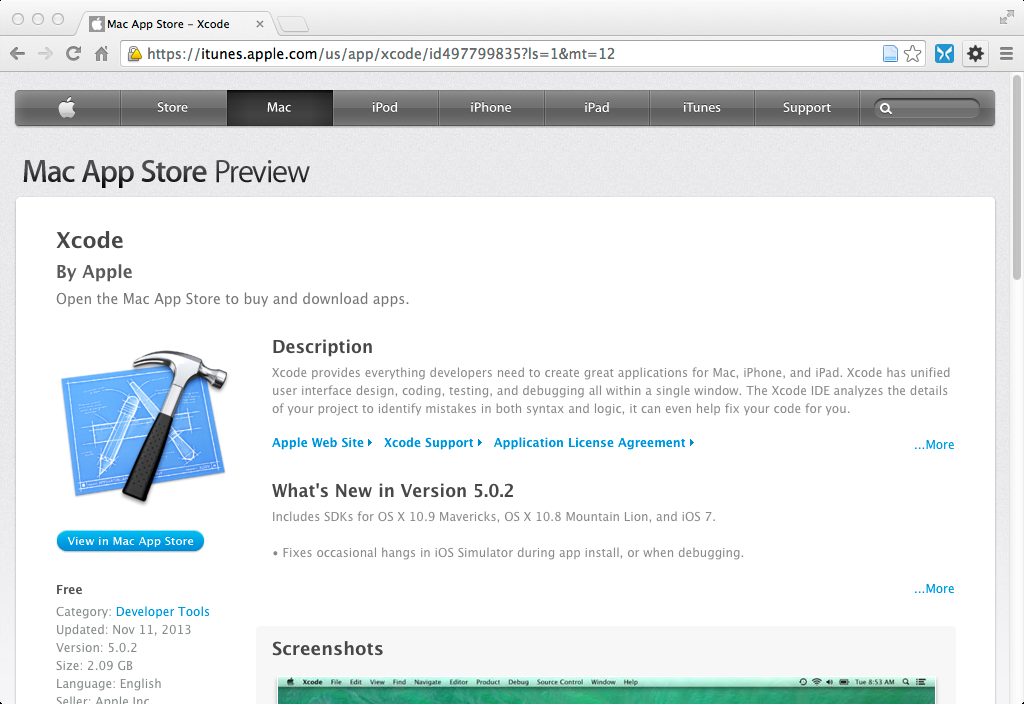 Mac App Store - Xcode
https://itunes.apple.com/us/app/xcode/id497799835?ls=1&mt=12
Store Mac iPod iPhone iPad iTunes Support
Mac App Store Preview
Xcode
By Apple
Open the Mac App Store to buy and download apps.
Description
Xcode provides everything developers need to create great applications for Mac, iPhone, and iPad. Xcode has unified
user interface design, coding, testing, and debugging all within a single window. The Xcode IDE analyzes the details
of your project to identify mistakes in both syntax and logic, it can even help fix your code for you.
Apple Web Site Xcode Support Application License Agreement ...More
What's New in Version 5.0.2
Includes SDKs for OS X 10.9 Mavericks, OS X 10.8 Mountain Lion, and iOS 7.
• Fixes occasional hangs in iOS Simulator during app install, or when debugging.
...More
View in Mac App Store
Free
Category: Developer Tools
Updated: Nov 11, 2013
Version: 5.0.2
Size: 2.09 GB
Language: English
Seller: Apple Inc
Screenshots
Xcode File Edit View Find Navigate Editor Product Debug Source Control Window Help Tue 8:53 AM